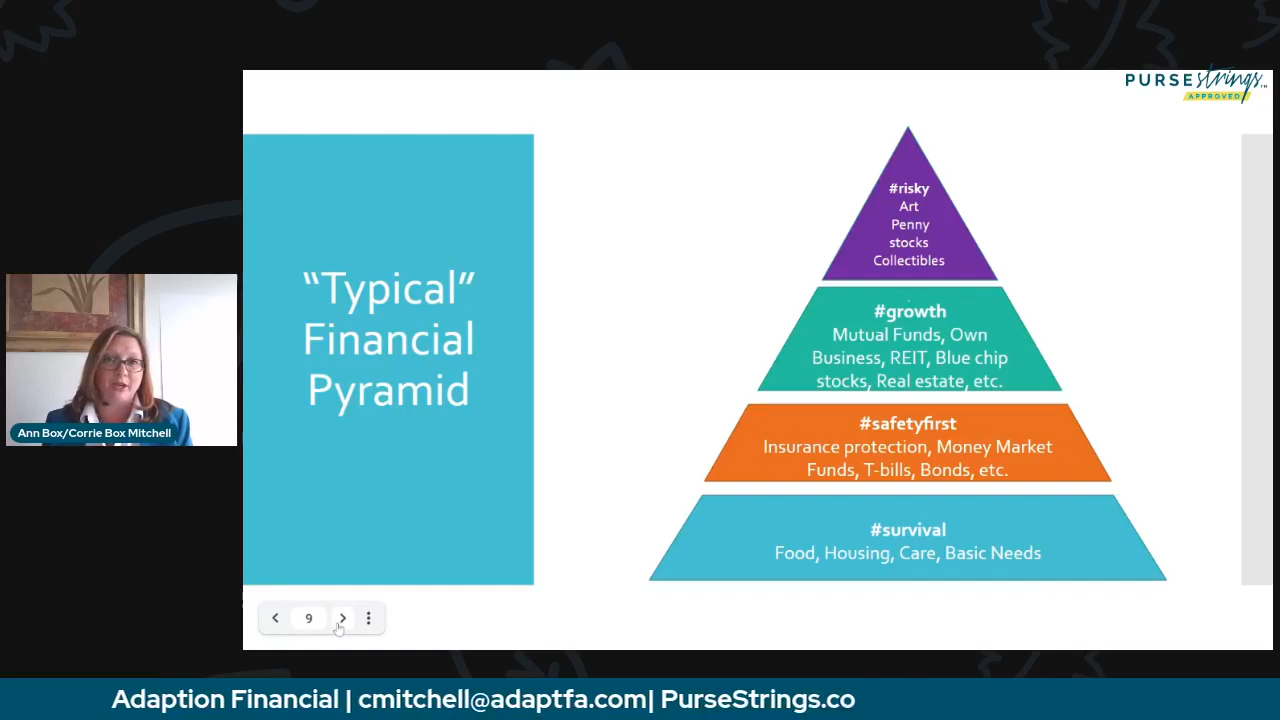 PURSEstrings™
APPROVED
“Typical”
Financial
Pyramid
#risky
Art
Penny
stocks
Collectibles
#growth
Mutual Funds, Own
Business, REIT, Blue chip
stocks, Real estate, etc.
#safetyfirst
Insurance protection, Money Market
Funds, T-bills, Bonds, etc.
#survival
Food, Housing, Care, Basic Needs
Ann Box/Corrie Box Mitchell
9
Adaption Financial | cmitchell@adaptfa.com| PurseStrings.co